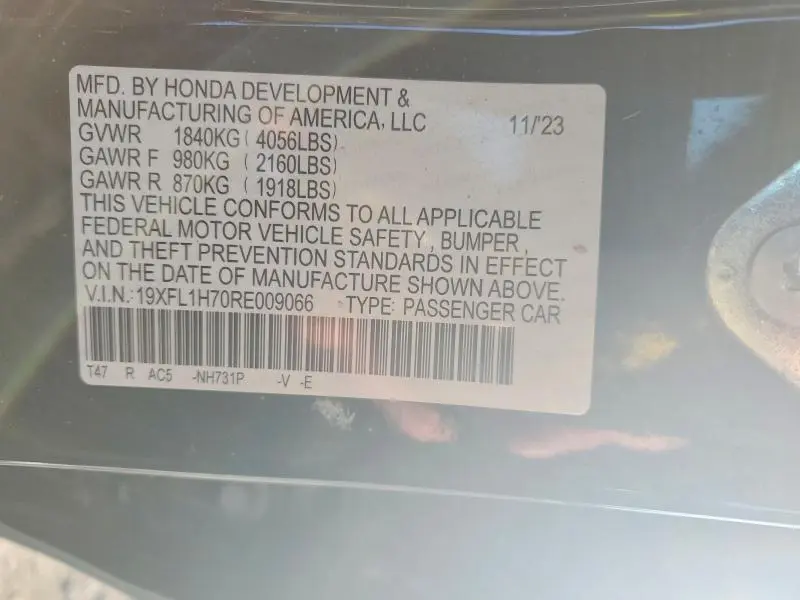 MFD. BY HONDA DEVELOPMENT &
MANUFACTURING OF AMERICA, LLC 11/'23
GVWR 1840KG ( 4056LBS)
GAWR F 980KG ( 2160LBS)
GAWR R 870KG ( 1918LBS)
THIS VEHICLE CONFORMS TO ALL APPLICABLE
FEDERAL MOTOR VEHICLE SAFETY, BUMPER,
AND THEFT PREVENTION STANDARDS IN EFFECT
ON THE DATE OF MANUFACTURE SHOWN ABOVE.
V.I.N.:19XFL1H70RE009066 TYPE: PASSENGER CAR
T47 R AC5 -NH731P -V -E